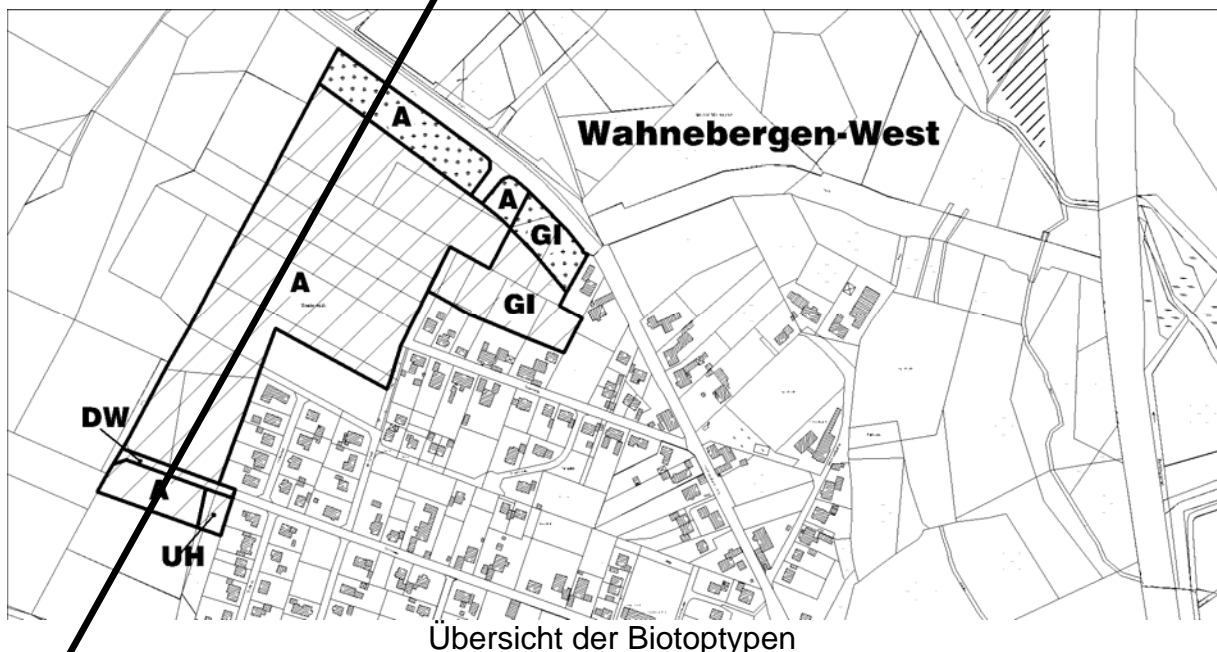 A
Wahnebergen-West
A
GI
A
GI
DW
A
UH
Übersicht der Biotoptypen